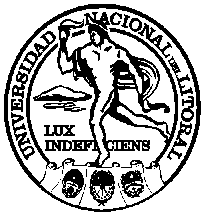 UNIVERSIDAD NACIONAL DEL LITORAL
LUX
INDEFICIENS